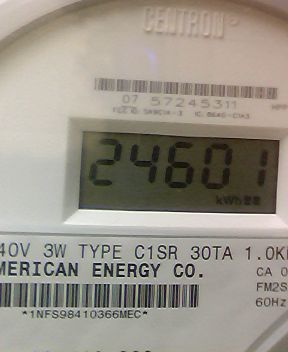 CENTRON
07 57245311
24601
kWh
40V 3W TYPE C1SR 30TA 1.0K
MERICAN ENERGY CO.
CA 0
FM2S
60Hz
*1NFS98410366MEC*